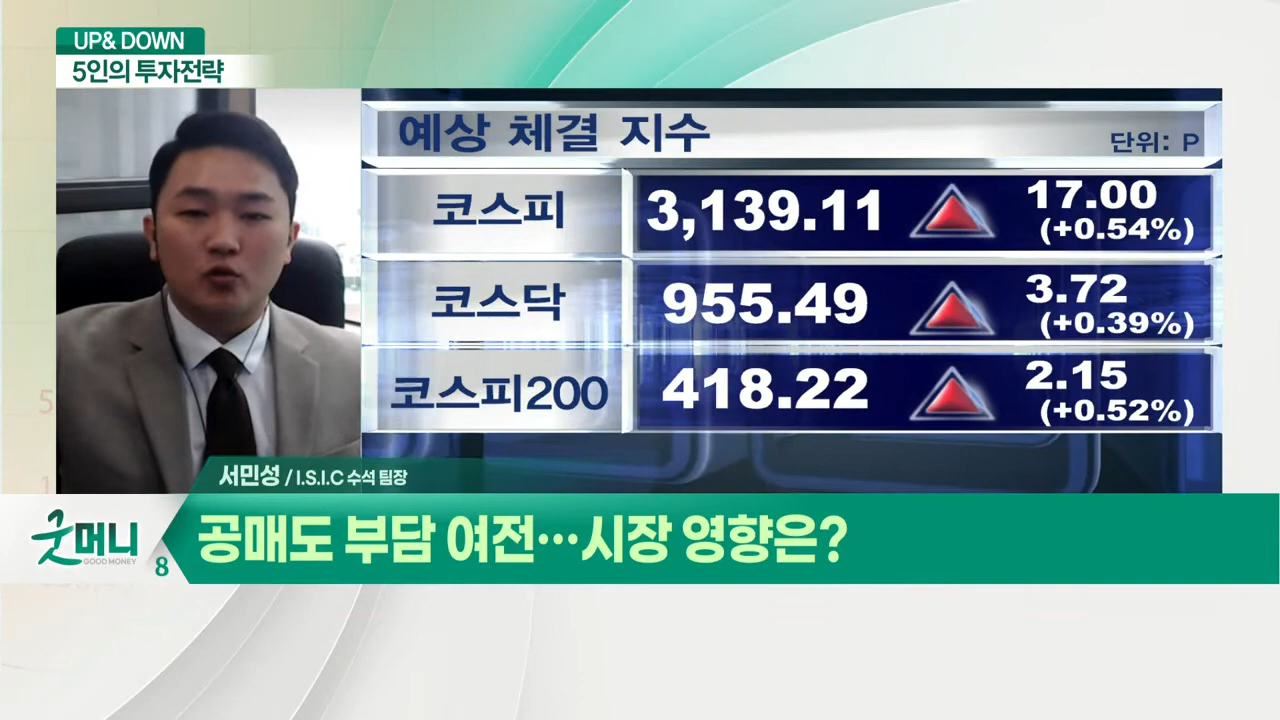 UP& DOWN
5인의 투자전략
예상 체결 지수
단위: P
코스피 3,139.11 17.00 (+0.54%)
코스닥 955.49 3.72 (+0.39%)
코스피200 418.22 2.15 (+0.52%)
서민성 / I.S.I.C 수석 팀장
굿머니
GOOD MONEY
8
공매도 부담 여전…시장 영향은?